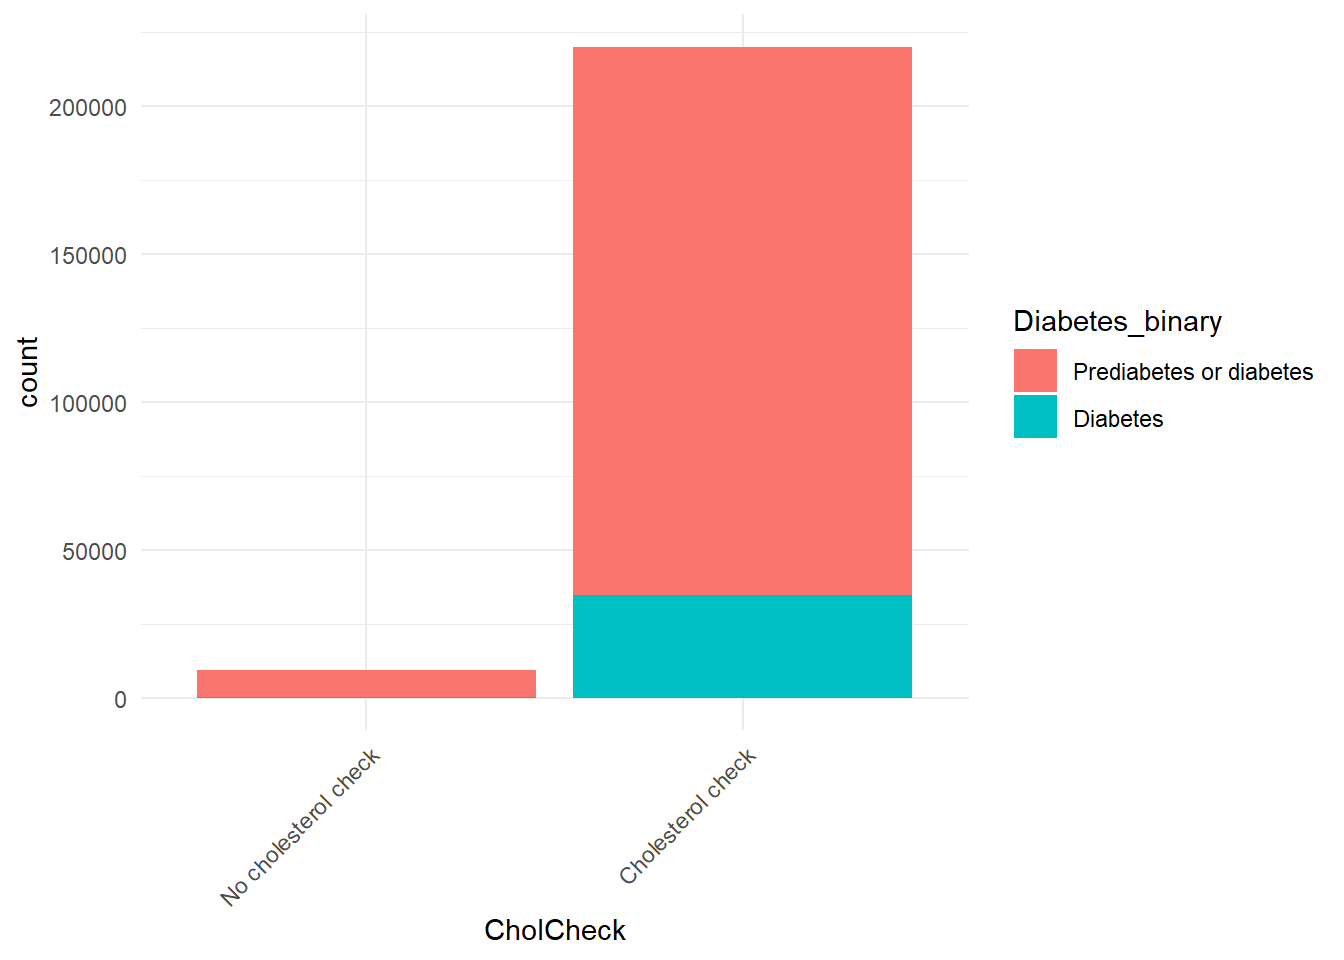 200000
150000
100000
50000
0
count
No cholesterol check
Cholesterol check
CholCheck
Diabetes_binary
Prediabetes or diabetes
Diabetes